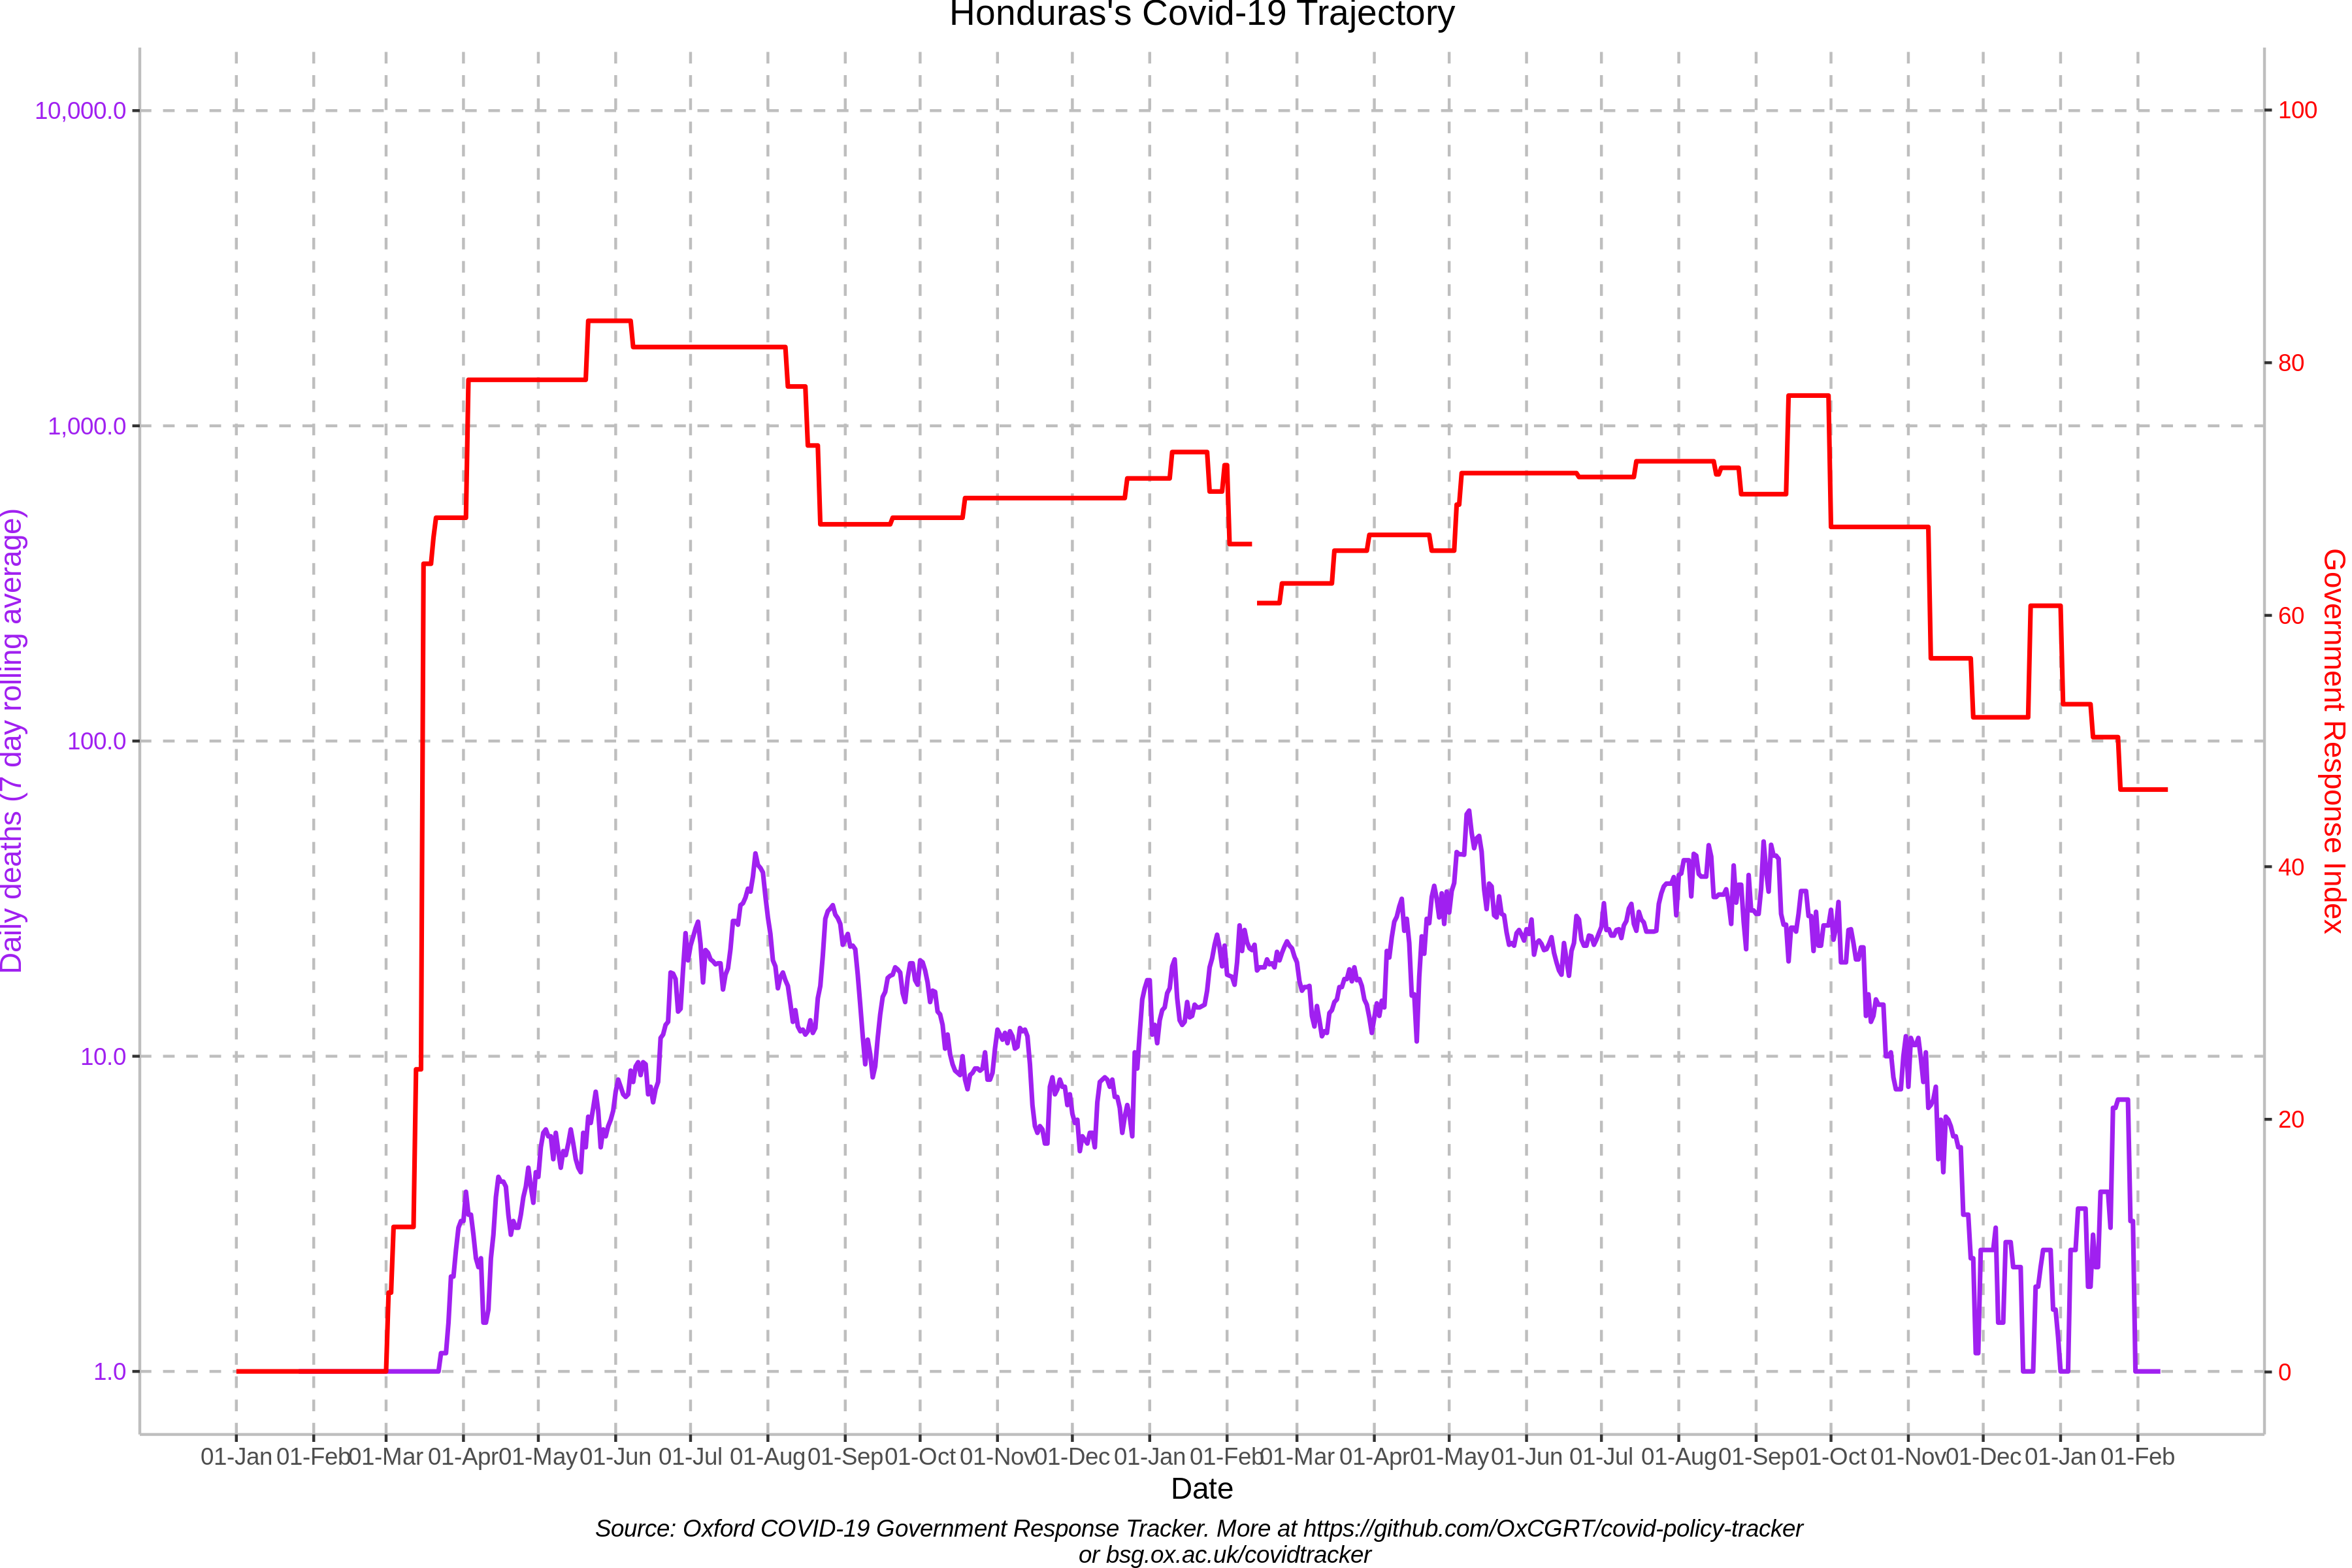 Honduras's Covid-19 Trajectory
10,000.0
1,000.0
100.0
10.0
1.0
Daily deaths (7 day rolling average)
100
80
60
40
20
0
Government Response Index
01-Jan 01-Feb 01-Mar 01-Apr 01-May 01-Jun 01-Jul 01-Aug 01-Sep 01-Oct 01-Nov 01-Dec 01-Jan 01-Feb 01-Mar 01-Apr 01-May 01-Jun 01-Jul 01-Aug 01-Sep 01-Oct 01-Nov 01-Dec 01-Jan 01-Feb
Date
Source: Oxford COVID-19 Government Response Tracker. More at https://github.com/OxCGRT/covid-policy-tracker
or bsg.ox.ac.uk/covidtracker